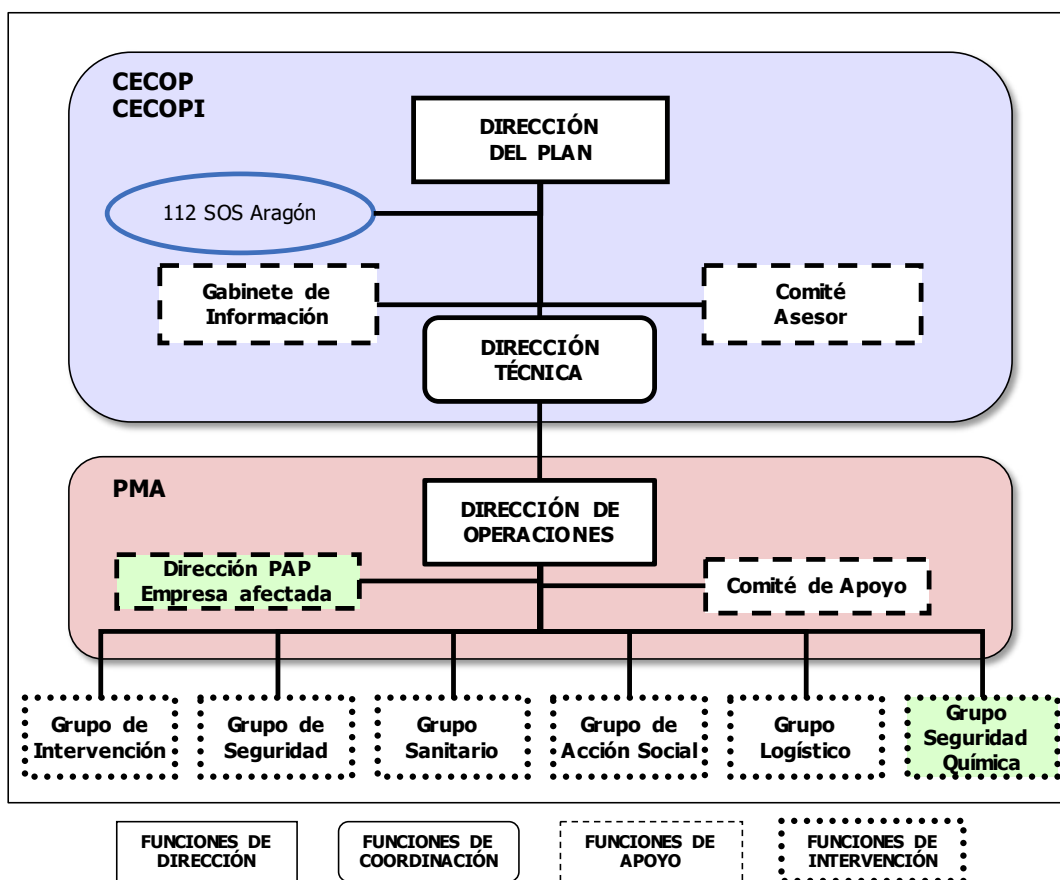 CECOP
CECOPI
DIRECCIÓN
DEL PLAN
112 SOS Aragón
Gabinete de
Información
Comité
Asesor
DIRECCIÓN
TÉCNICA
PMA
DIRECCIÓN DE
OPERACIONES
Dirección PAP
Empresa afectada
Comité de Apoyo
Grupo de
Intervención
Grupo de
Seguridad
Grupo
Sanitario
Grupo de
Acción Social
Grupo
Logístico
Grupo
Seguridad
Química
FUNCIONES DE
DIRECCIÓN
FUNCIONES DE
COORDINACIÓN
FUNCIONES DE
APOYO
FUNCIONES DE
INTERVENCIÓN